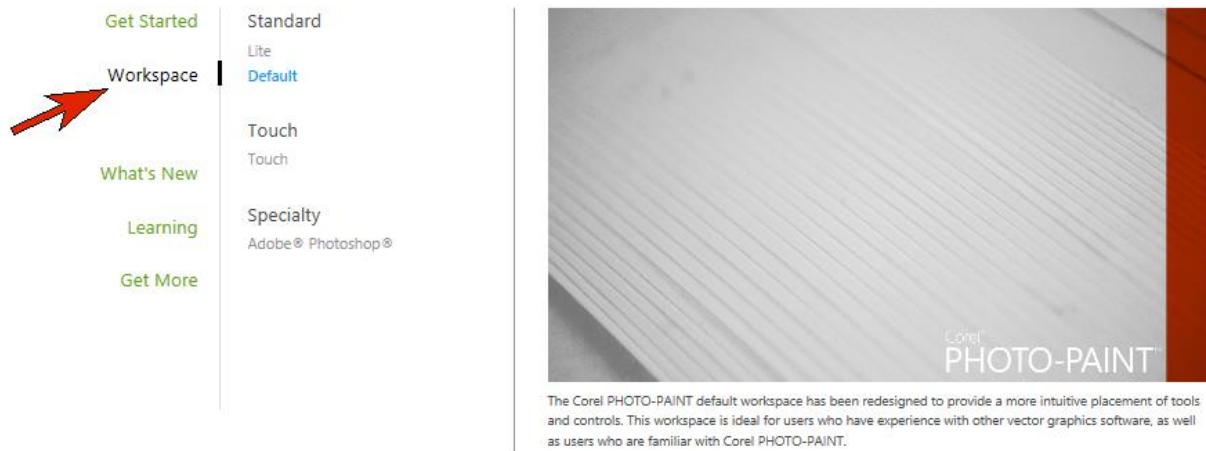 Get Started
Workspace
What's New
Learning
Get More
Standard
Lite
Default
Touch
Touch
Specialty
Adobe® Photoshop®
Corel®
PHOTO-PAINT™
The Corel PHOTO-PAINT default workspace has been redesigned to provide a more intuitive placement of tools
and controls. This workspace is ideal for users who have experience with other vector graphics software, as well
as users who are familiar with Corel PHOTO-PAINT.